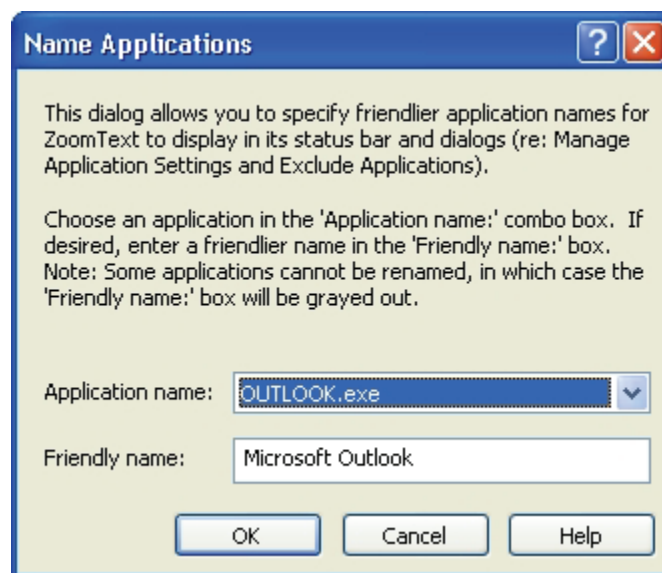 Name Applications
This dialog allows you to specify friendlier application names for
ZoomText to display in its status bar and dialogs (re: Manage
Application Settings and Exclude Applications).
Choose an application in the 'Application name:' combo box.  If
desired, enter a friendlier name in the 'Friendly name:' box.
Note: Some applications cannot be renamed, in which case the
'Friendly name:' box will be grayed out.
Application name: OUTLOOK.exe
Friendly name: Microsoft Outlook
OK Cancel Help